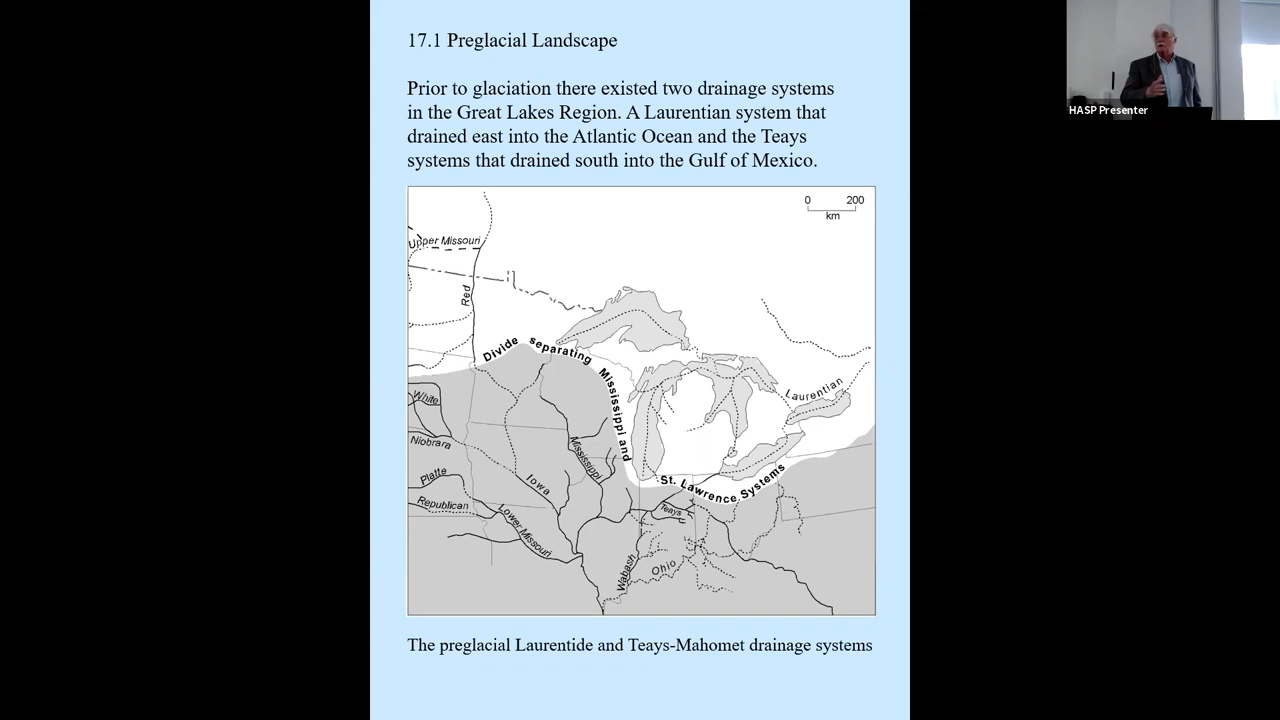 17.1 Preglacial Landscape
Prior to glaciation there existed two drainage systems
in the Great Lakes Region. A Laurentian system that
drained east into the Atlantic Ocean and the Teays
systems that drained south into the Gulf of Mexico.
HASP Presenter
0 200
km
Upper Missouri
Red
Divide separating Mississippi and St. Lawrence Systems
Laurentian
White
Niobrara
Platte
Republican
Lower Missouri
Iowa
Mississippi
Teays
Wabash
Ohio
The preglacial Laurentide and Teays-Mahomet drainage systems